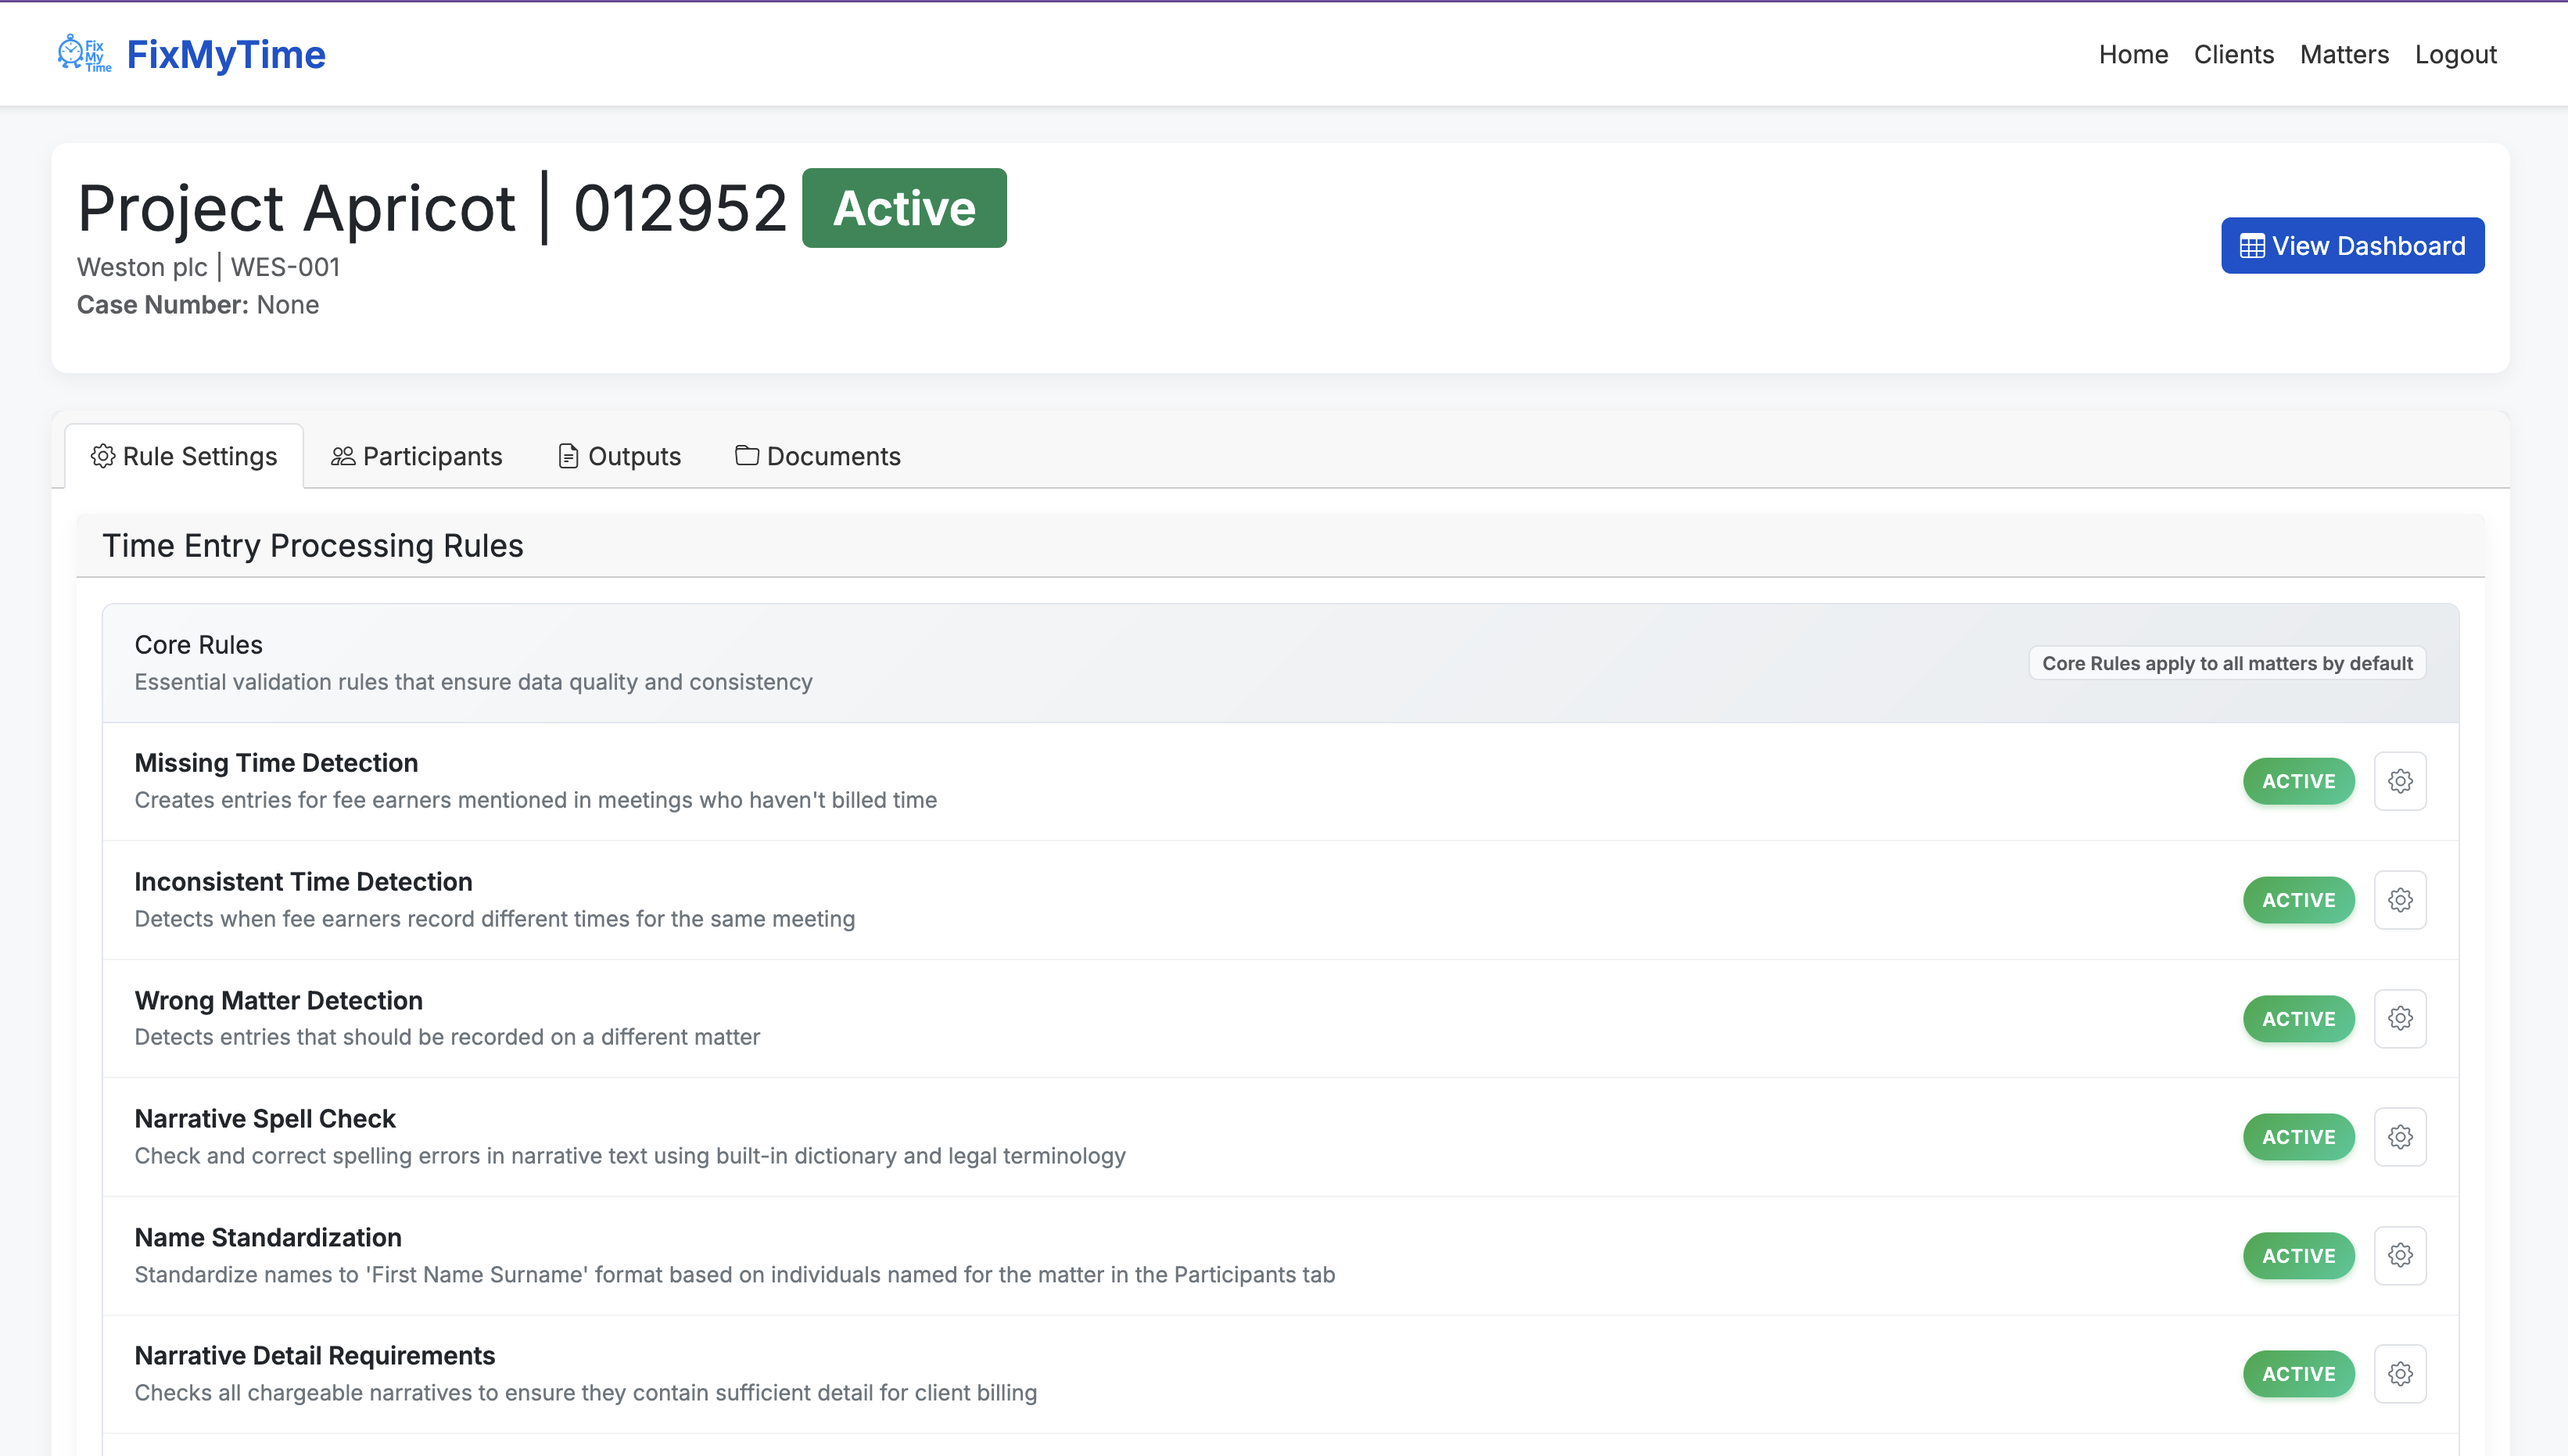 Fix
My
Time
FixMyTime
Home Clients Matters Logout
Project Apricot | 012952 Active
Weston plc | WES-001
Case Number: None
View Dashboard
Rule Settings Participants Outputs Documents
Time Entry Processing Rules
Core Rules
Essential validation rules that ensure data quality and consistency
Core Rules apply to all matters by default
Missing Time Detection
Creates entries for fee earners mentioned in meetings who haven't billed time
ACTIVE
Inconsistent Time Detection
Detects when fee earners record different times for the same meeting
ACTIVE
Wrong Matter Detection
Detects entries that should be recorded on a different matter
ACTIVE
Narrative Spell Check
Check and correct spelling errors in narrative text using built-in dictionary and legal terminology
ACTIVE
Name Standardization
Standardize names to 'First Name Surname' format based on individuals named for the matter in the Participants tab
ACTIVE
Narrative Detail Requirements
Checks all chargeable narratives to ensure they contain sufficient detail for client billing
ACTIVE